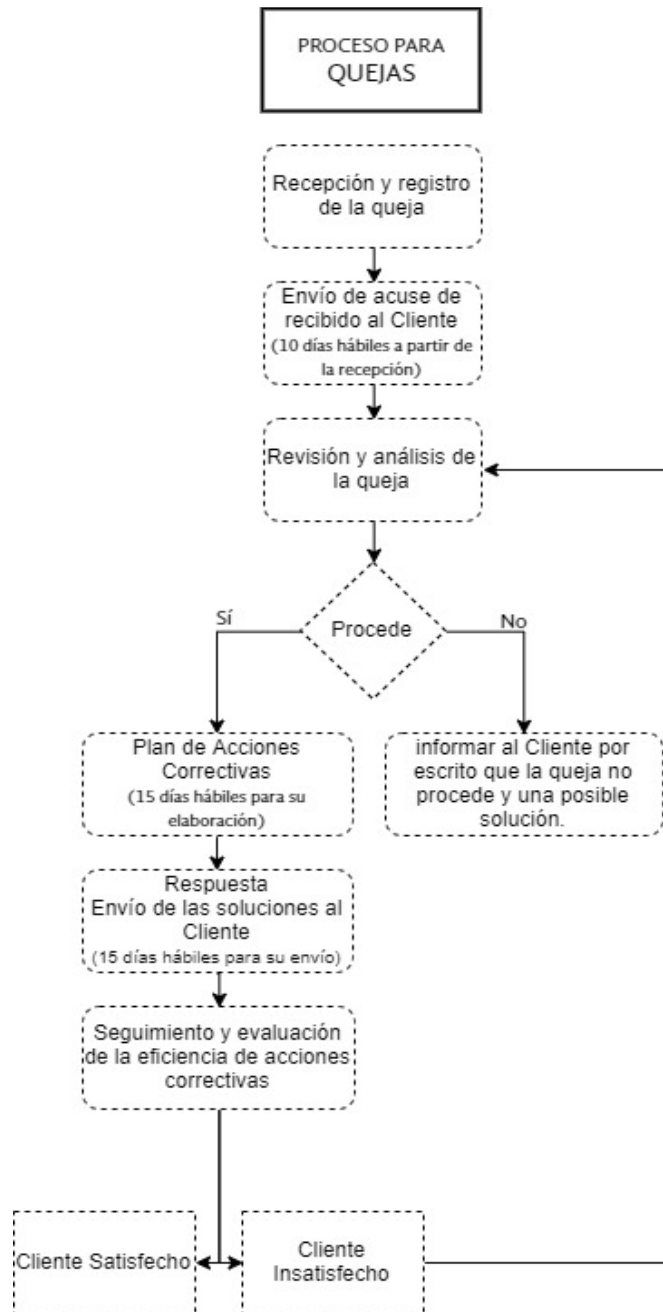 PROCESO PARA
QUEJAS
Recepción y registro
de la queja
Envío de acuse de
recibido al Cliente
(10 días hábiles a partir de
la recepción)
Revisión y análisis de
la queja
Procede
Sí
No
Plan de Acciones
Correctivas
(15 días hábiles para su
elaboración)
informar al Cliente por
escrito que la queja no
procede y una posible
solución.
Respuesta
Envío de las soluciones al
Cliente
(15 días hábiles para su envío)
Seguimiento y evaluación
de la eficiencia de acciones
correctivas
Cliente Satisfecho
Cliente
Insatisfecho